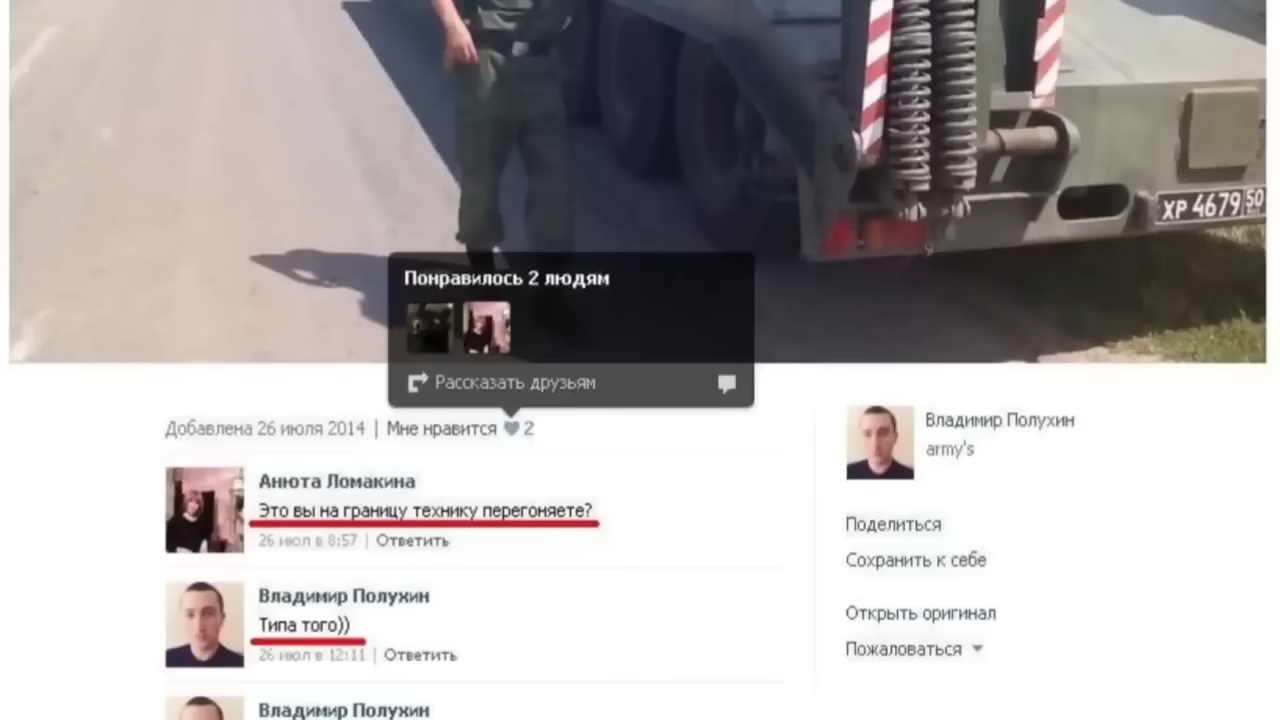 ХР 4679 50
Понравилось 2 людям
Рассказать друзьям
Добавлена 26 июля 2014 | Мне нравится 2
Анюта Ломакина
Это вы на границу технику перегоняете?
26 июл в 8:57 | Ответить
Владимир Полухин
Типа того))
26 июл в 12:11 | Ответить
Владимир Полухин
Владимир Полухин
army's
Поделиться
Сохранить к себе
Открыть оригинал
Пожаловаться